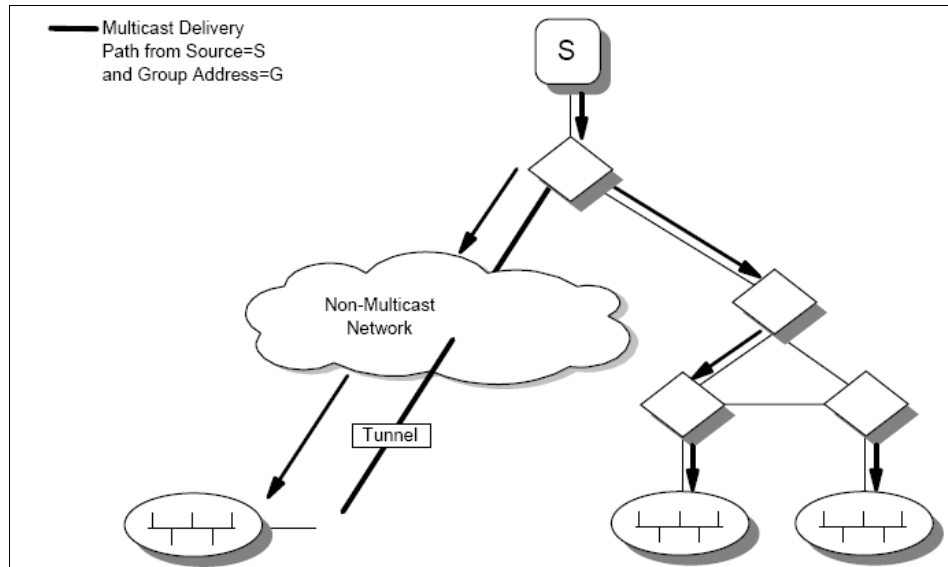 Multicast Delivery
Path from Source=S
and Group Address=G
S
Non-Multicast
Network
Tunnel